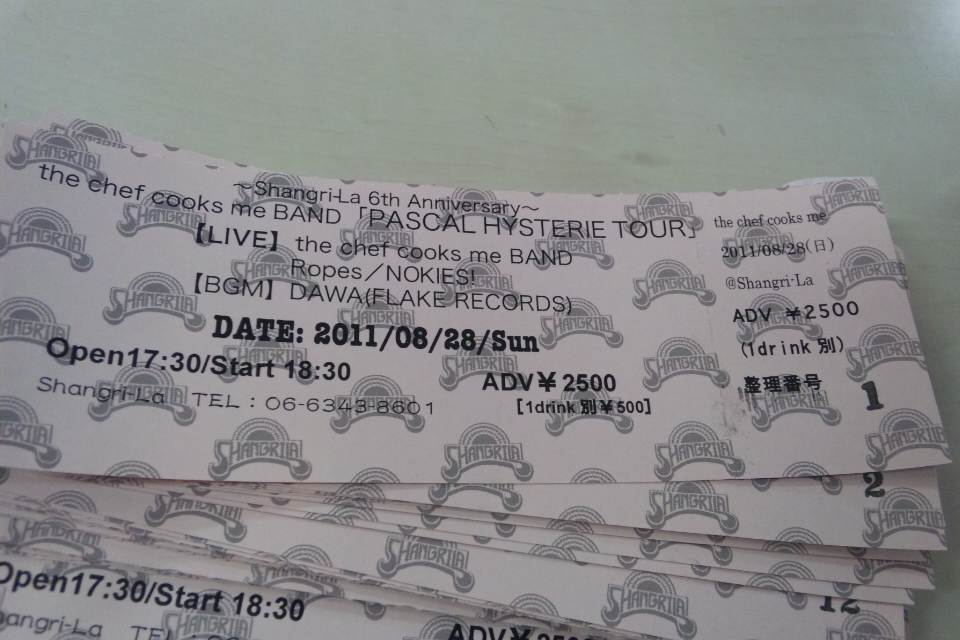 ~Shangri-La 6th Anniversary~
the chef cooks me BAND「PASCAL HYSTERIE TOUR」
【LIVE】 the chef cooks me BAND
Ropes/NOKIES!
【BGM】 DAWA(FLAKE RECORDS)
DATE: 2011/08/28/Sun
Open17:30/Start 18:30
ADV¥2500
Shangri-La TEL:06-6343-8601
[1drink 別¥500]
the chef cooks me
2011/08/28(日)
@Shangri-La
ADV ¥2500
(1drink 別)
整理番号 1
2
12
Open17:30/Start 18:30
SHANGRILA